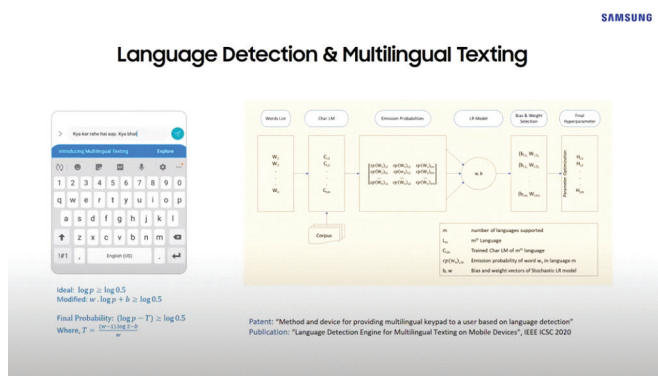 SAMSUNG
Language Detection & Multilingual Texting
Kya kar rahe hai aap. Kya bhai
Introducing Multilingual Texting Explore
1 2 3 4 5 6 7 8 9 0
q w e r t y u i o p
a s d f g h j k l
z x c v b n m
!#1 , English (US) .
Ideal: log p ≥ log 0.5
Modified: w . log p + b ≥ log 0.5
Final Probability: (log p − T) ≥ log 0.5
Where, T = (w−1) log 2−b / w
Words List
Char LM
Emission Probabilities
LR Model
Bias & Weight Selection
Final Hyperparameter
Corpus
w, b
Parameter Optimization
m number of languages supported
mth Language
Trained Char LM of mth language
Emission probability of word in language m
b, w Bias and weight vectors of Stochastic LR model
Patent: "Method and device for providing multilingual keypad to a user based on language detection"
Publication: "Language Detection Engine for Multilingual Texting on Mobile Devices", IEEE ICSC 2020